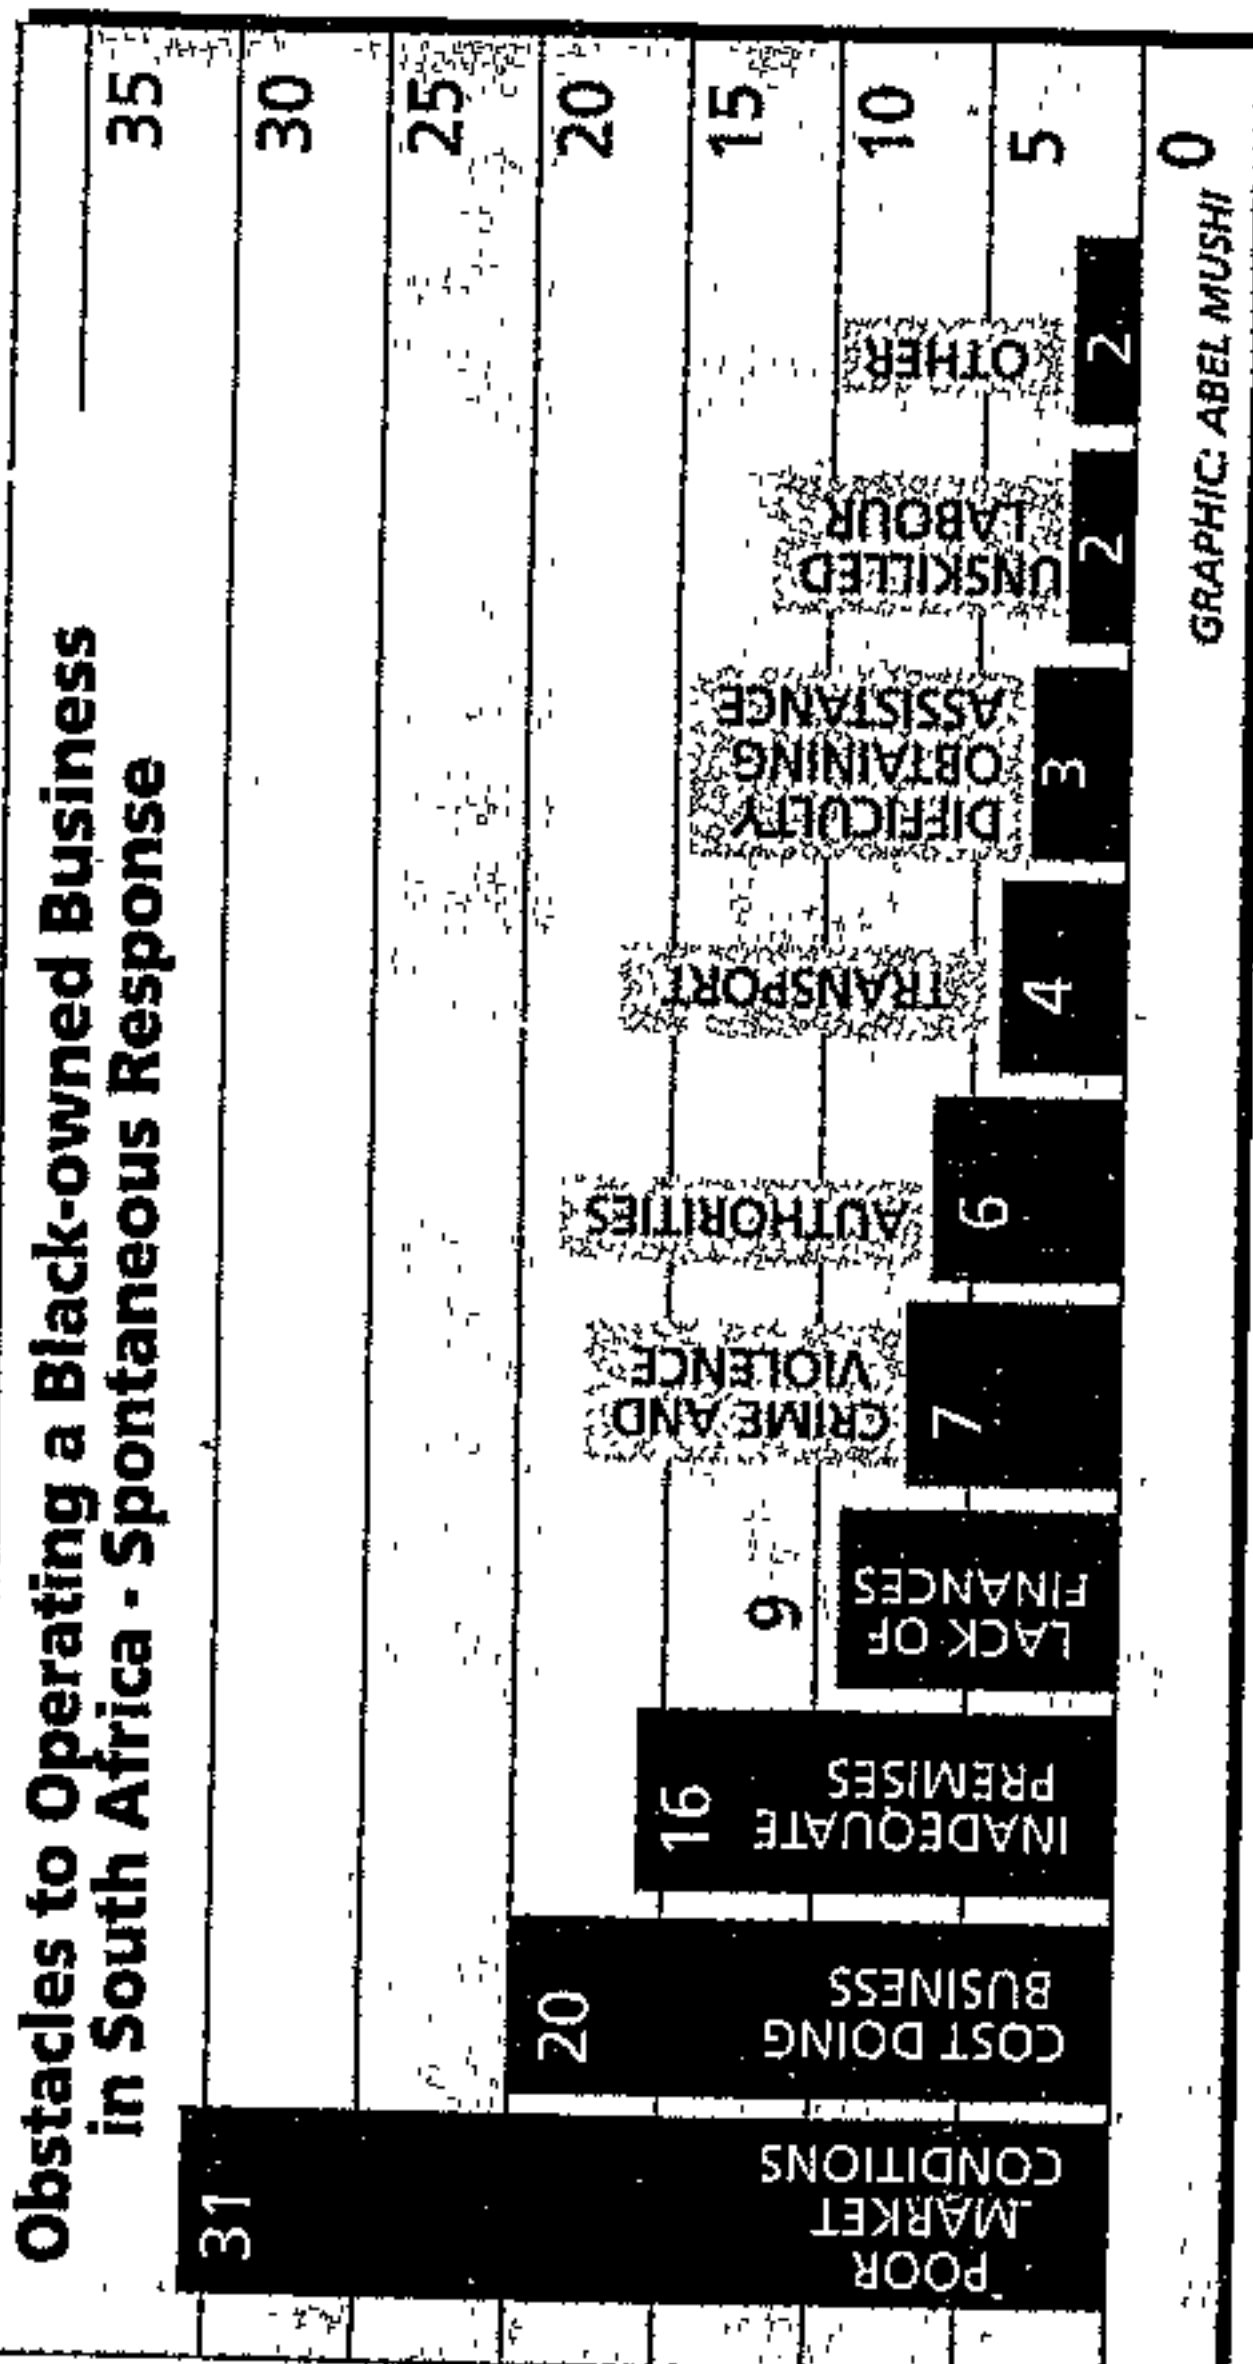 Obstacles to Operating a Black-owned Business
in South Africa - Spontaneous Response
35
30
25
20
15
10
5
0
31
POOR
MARKET
CONDITIONS
20
COST DOING
BUSINESS
16
INADEQUATE
PREMISES
9
LACK OF
FINANCES
CRIME AND
VIOLENCE
7
AUTHORITIES
6
TRANSPORT
4
DIFFICULTY
OBTAINING
ASSISTANCE
3
UNSKILLED
LABOUR
2
OTHER
2
GRAPHIC: ABEL MUSHI